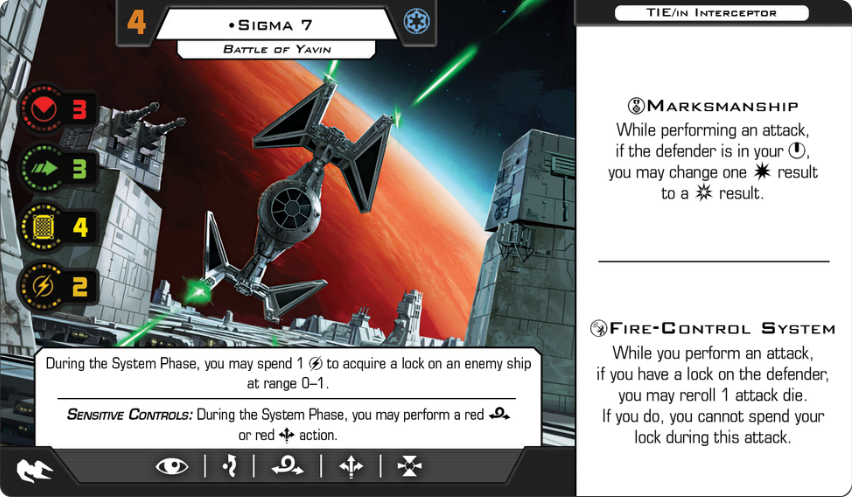 4
•Sigma 7
Battle of Yavin
3
3
4
2
During the System Phase, you may spend 1 to acquire a lock on an enemy ship
at range 0–1.
Sensitive Controls: During the System Phase, you may perform a red
or red action.
TIE/in Interceptor
Marksmanship
While performing an attack,
if the defender is in your ,
you may change one result
to a result.
Fire-Control System
While you perform an attack,
if you have a lock on the defender,
you may reroll 1 attack die.
If you do, you cannot spend your
lock during this attack.